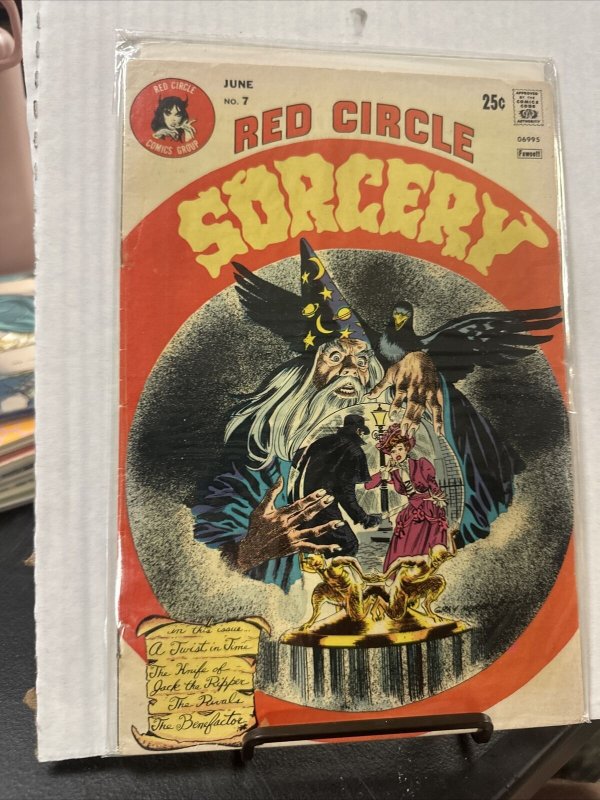 RED CIRCLE
COMICS GROUP
JUNE
NO. 7
25¢
APPROVED
BY THE
COMICS
CODE
AUTHORITY
06995
Fawcett
RED CIRCLE
SORCERY
GRAY
in this issue...
A Twist in Time
The Knife of
Jack the Ripper
The Rivals
The Benefactor